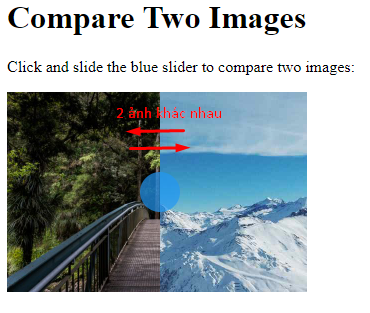 Compare Two Images
Click and slide the blue slider to compare two images:
2 ảnh khác nhau